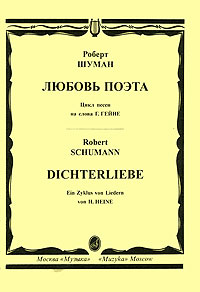 Роберт
ШУМАН
ЛЮБОВЬ ПОЭТА
Цикл песен
на слова Г. ГЕЙНЕ
Robert
SCHUMANN
DICHTERLIEBE
Ein Zyklus von Liedern
von H. HEINE
Москва «Музыка» «Muzyka» Moscow